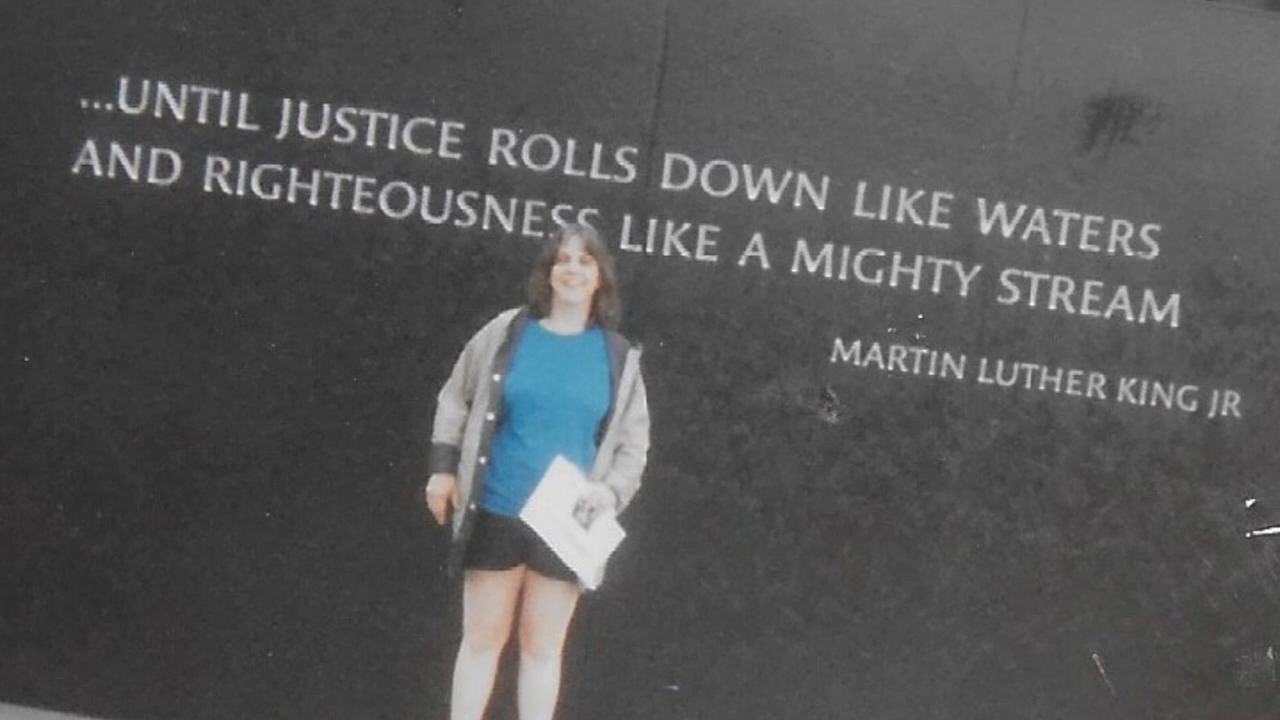 ...UNTIL JUSTICE ROLLS DOWN LIKE WATERS
AND RIGHTEOUSNESS LIKE A MIGHTY STREAM
MARTIN LUTHER KING JR